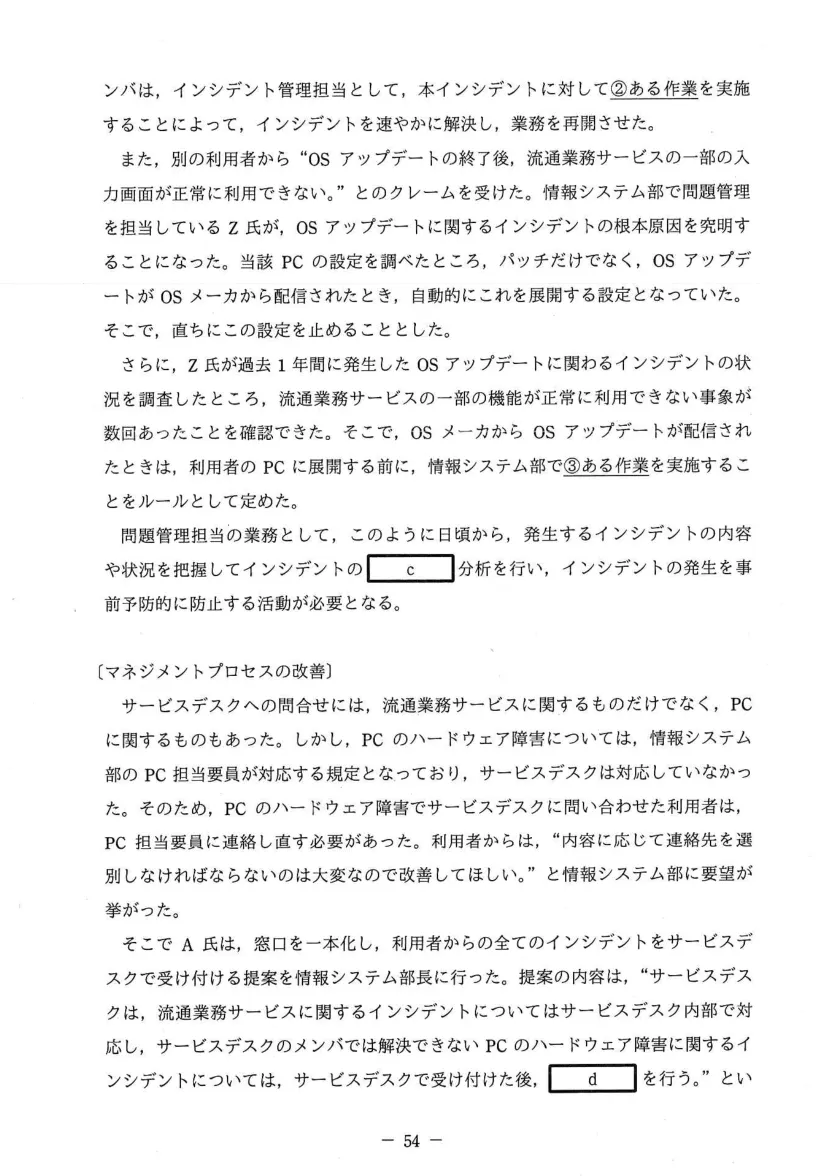 ンバは，インシデント管理担当として，本インシデントに対して②ある作業を実施
することによって，インシデントを速やかに解決し，業務を再開させた。
また，別の利用者から“OS アップデートの終了後，流通業務サービスの一部の入
力画面が正常に利用できない。”とのクレームを受けた。情報システム部で問題管理
を担当している Z 氏が，OS アップデートに関するインシデントの根本原因を究明す
ることになった。当該 PC の設定を調べたところ，パッチだけでなく，OS アップデ
ートが OS メーカから配信されたとき，自動的にこれを展開する設定となっていた。
そこで，直ちにこの設定を止めることとした。
さらに，Z 氏が過去 1 年間に発生した OS アップデートに関わるインシデントの状
況を調査したところ，流通業務サービスの一部の機能が正常に利用できない事象が
数回あったことを確認できた。そこで，OS メーカから OS アップデートが配信され
たときは，利用者の PC に展開する前に，情報システム部で③ある作業を実施するこ
とをルールとして定めた。
問題管理担当の業務として，このように日頃から，発生するインシデントの内容
や状況を把握してインシデントの c 分析を行い，インシデントの発生を事
前予防的に防止する活動が必要となる。
〔マネジメントプロセスの改善〕
サービスデスクへの問合せには，流通業務サービスに関するものだけでなく，PC
に関するものもあった。しかし，PC のハードウェア障害については，情報システム
部の PC 担当要員が対応する規定となっており，サービスデスクは対応していなかっ
た。そのため，PC のハードウェア障害でサービスデスクに問い合わせた利用者は，
PC 担当要員に連絡し直す必要があった。利用者からは，“内容に応じて連絡先を選
別しなければならないのは大変なので改善してほしい。”と情報システム部に要望が
挙がった。
そこで A 氏は，窓口を一本化し，利用者からの全てのインシデントをサービスデ
スクで受け付ける提案を情報システム部長に行った。提案の内容は，“サービスデス
クは，流通業務サービスに関するインシデントについてはサービスデスク内部で対
応し，サービスデスクのメンバでは解決できない PC のハードウェア障害に関するイ
ンシデントについては，サービスデスクで受け付けた後， d を行う。”とい
－ 54 －